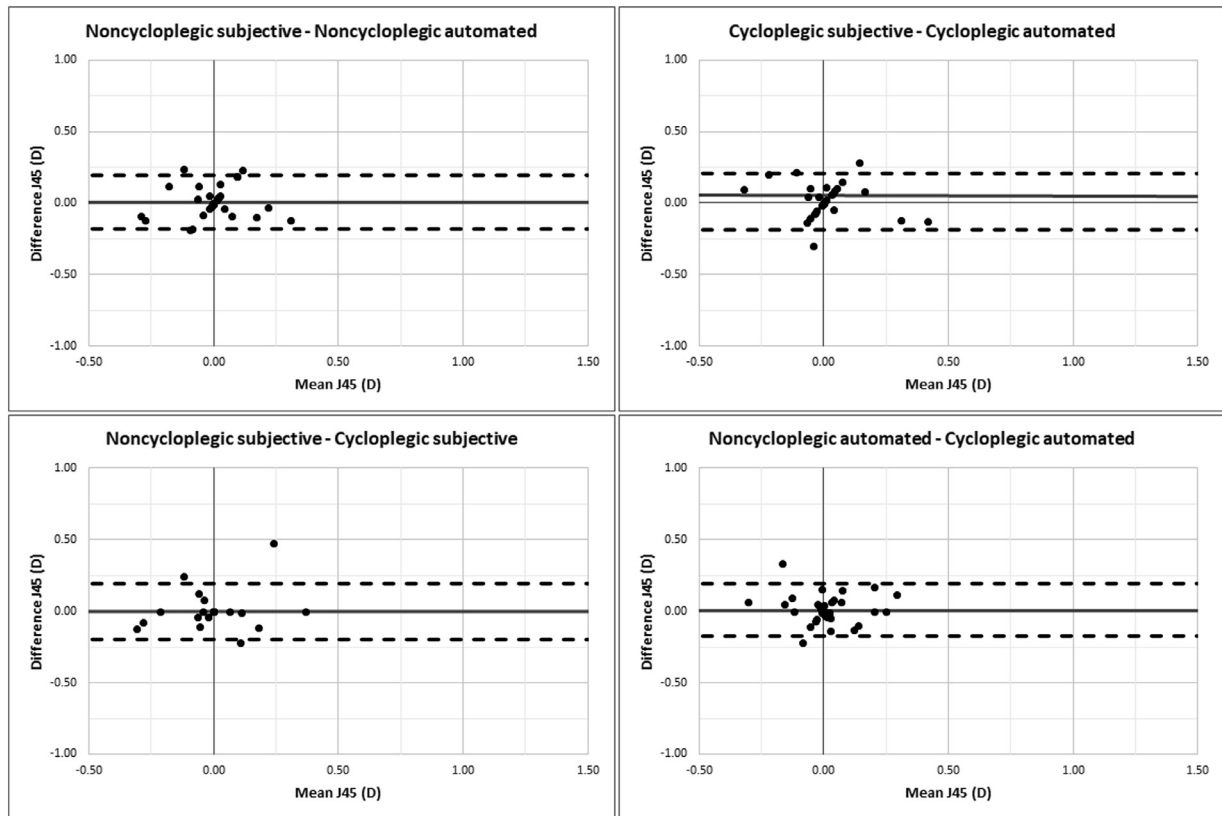 Noncycloplegic subjective - Noncycloplegic automated
1.00
0.50
0.00
-0.50
-1.00
Difference J45 (D)
-0.50 0.00 0.50 1.00 1.50
Mean J45 (D)
Cycloplegic subjective - Cycloplegic automated
1.00
0.50
0.00
-0.50
-1.00
Difference J45 (D)
-0.50 0.00 0.50 1.00 1.50
Mean J45 (D)
Noncycloplegic subjective - Cycloplegic subjective
1.00
0.50
0.00
-0.50
-1.00
Difference J45 (D)
-0.50 0.00 0.50 1.00 1.50
Mean J45 (D)
Noncycloplegic automated - Cycloplegic automated
1.00
0.50
0.00
-0.50
-1.00
Difference J45 (D)
-0.50 0.00 0.50 1.00 1.50
Mean J45 (D)